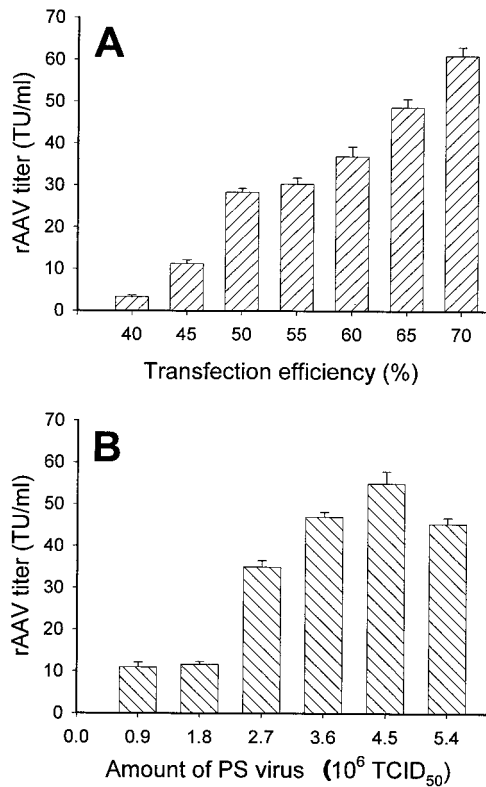 A
rAAV titer (TU/ml)
70
60
50
40
30
20
10
0
40 45 50 55 60 65 70
Transfection efficiency (%)
B
rAAV titer (TU/ml)
70
60
50
40
30
20
10
0
0.0 0.9 1.8 2.7 3.6 4.5 5.4
Amount of PS virus (10⁶ TCID₅₀)